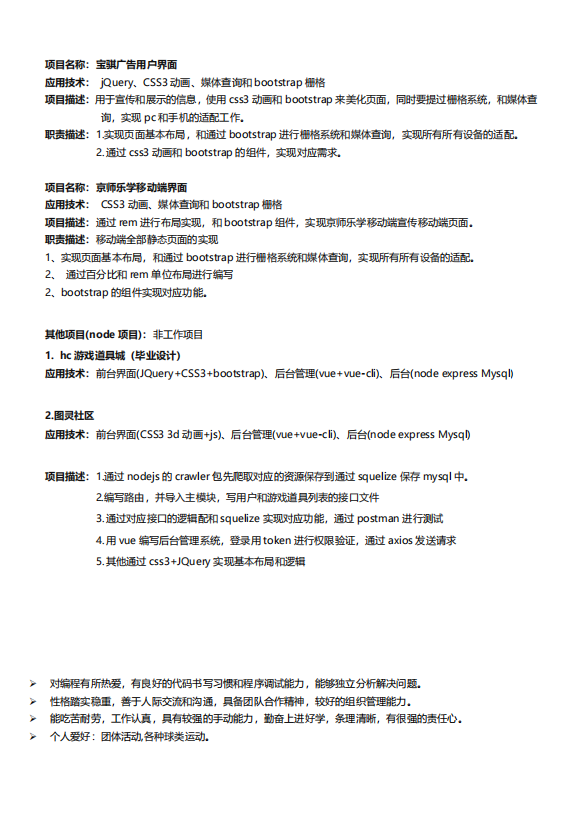 项目名称：宝骐广告用户界面
应用技术： jQuery、CSS3 动画、媒体查询和 bootstrap 栅格
项目描述：用于宣传和展示的信息，使用 css3 动画和 bootstrap 来美化页面，同时要提过栅格系统，和媒体查
询，实现 pc 和手机的适配工作。
职责描述：1.实现页面基本布局，和通过 bootstrap 进行栅格系统和媒体查询，实现所有所有设备的适配。
2. 通过 css3 动画和 bootstrap 的组件，实现对应需求。
项目名称：京师乐学移动端界面
应用技术： CSS3 动画、媒体查询和 bootstrap 栅格
项目描述：通过 rem 进行布局实现，和 bootstrap 组件，实现京师乐学移动端宣传移动端页面。
职责描述：移动端全部静态页面的实现
1、实现页面基本布局，和通过 bootstrap 进行栅格系统和媒体查询，实现所有所有设备的适配。
2、 通过百分比和 rem 单位布局进行编写
2、bootstrap 的组件实现对应功能。
其他项目(node 项目)：非工作项目
1．hc 游戏道具城（毕业设计）
应用技术：前台界面(JQuery+CSS3+bootstrap)、后台管理(vue+vue-cli)、后台(node express Mysql)
2.图灵社区
应用技术：前台界面(CSS3 3d 动画+js)、后台管理(vue+vue-cli)、后台(node express Mysql)
项目描述：1.通过 nodejs 的 crawler 包先爬取对应的资源保存到通过 squelize 保存 mysql 中。
2.编写路由，并导入主模块，写用户和游戏道具列表的接口文件
3.通过对应接口的逻辑配和 squelize 实现对应功能，通过 postman 进行测试
4.用 vue 编写后台管理系统，登录用 token 进行权限验证，通过 axios 发送请求
5.其他通过 css3+JQuery 实现基本布局和逻辑
➢ 对编程有所热爱，有良好的代码书写习惯和程序调试能力，能够独立分析解决问题。
➢ 性格踏实稳重，善于人际交流和沟通，具备团队合作精神，较好的组织管理能力。
➢ 能吃苦耐劳，工作认真，具有较强的手动能力，勤奋上进好学，条理清晰，有很强的责任心。
➢ 个人爱好：团体活动,各种球类运动。